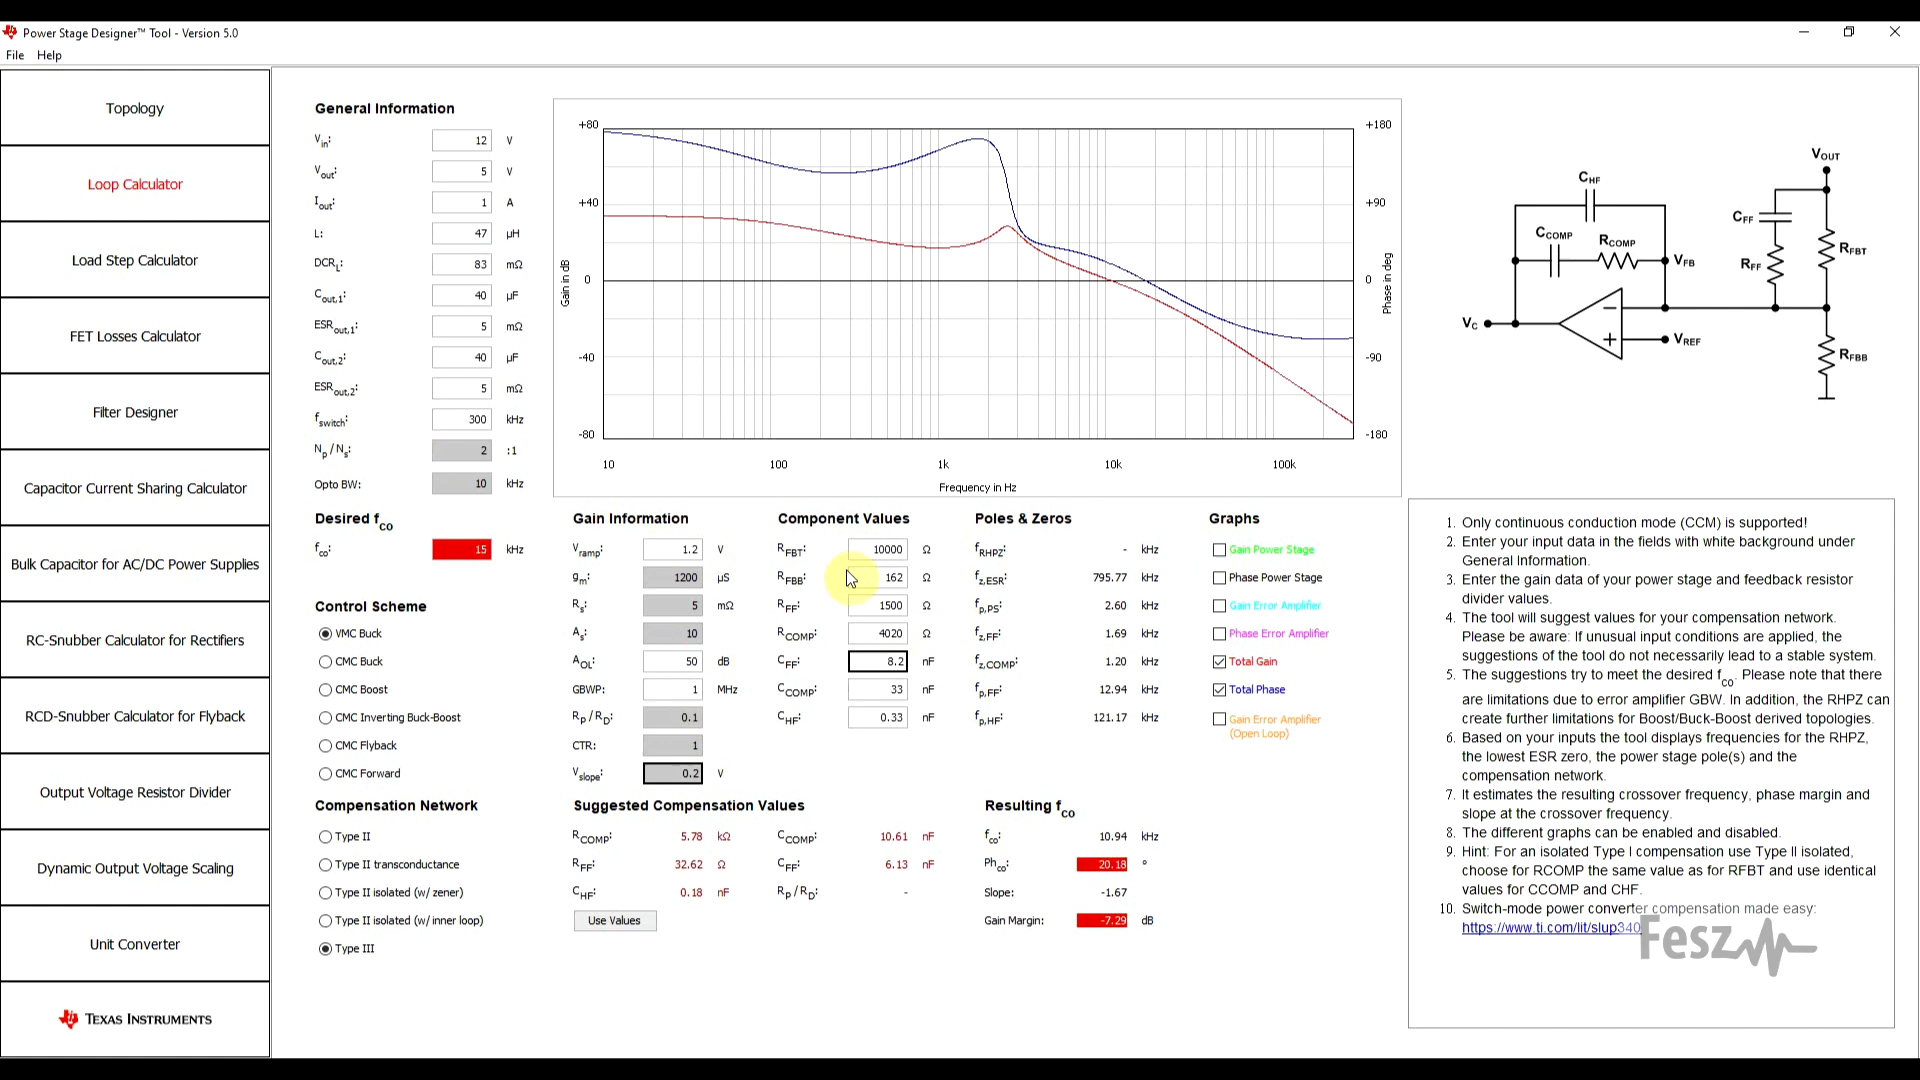 Power Stage Designer™ Tool - Version 5.0
File Help
Topology
Loop Calculator
Load Step Calculator
FET Losses Calculator
Filter Designer
Capacitor Current Sharing Calculator
Bulk Capacitor for AC/DC Power Supplies
RC-Snubber Calculator for Rectifiers
RCD-Snubber Calculator for Flyback
Output Voltage Resistor Divider
Dynamic Output Voltage Scaling
Unit Converter
TEXAS INSTRUMENTS
General Information
Vin: 12 V
Vout: 5 V
Iout: 1 A
L: 47 µH
DCRL: 83 mΩ
Cout,1: 40 µF
ESRout,1: 5 mΩ
Cout,2: 40 µF
ESRout,2: 5 mΩ
fswitch: 300 kHz
Np / Ns: 2 :1
Opto BW: 10 kHz
Desired fco
fco: 15 kHz
Control Scheme
VMC Buck
CMC Buck
CMC Boost
CMC Inverting Buck-Boost
CMC Flyback
CMC Forward
Compensation Network
Type II
Type II transconductance
Type II isolated (w/ zener)
Type II isolated (w/ inner loop)
Type III
+80 +180
+40 +90
0 0
-40 -90
-80 -180
Gain in dB
Phase in deg
10 100 1k 10k 100k
Frequency in Hz
Gain Information
Vramp: 1.2 V
gm: 1200 µS
Rs: 5 mΩ
As: 10
AOL: 50 dB
GBWP: 1 MHz
RP / RD: 0.1
CTR: 1
Vslope: 0.2 V
Component Values
RFBT: 10000 Ω
RFBB: 162 Ω
RFF: 1500 Ω
RCOMP: 4020 Ω
CFF: 8.2 nF
CCOMP: 33 nF
CHF: 0.33 nF
Poles & Zeros
fRHPZ: - kHz
fz,ESR: 795.77 kHz
fp,PS: 2.60 kHz
fz,FF: 1.69 kHz
fz,COMP: 1.20 kHz
fp,FF: 12.94 kHz
fp,HF: 121.17 kHz
Graphs
Gain Power Stage
Phase Power Stage
Gain Error Amplifier
Phase Error Amplifier
Total Gain
Total Phase
Gain Error Amplifier
(Open Loop)
Suggested Compensation Values
RCOMP: 5.78 kΩ CCOMP: 10.61 nF
RFF: 32.62 Ω CFF: 6.13 nF
CHF: 0.18 nF RP / RD: -
Use Values
Resulting fco
fco: 10.94 kHz
Phco: 20.18 °
Slope: -1.67
Gain Margin: -7.29 dB
VOUT
CHF
CFF
CCOMP
RCOMP
RFBT
VFB
RFF
VC
VREF
RFBB
1. Only continuous conduction mode (CCM) is supported!
2. Enter your input data in the fields with white background under
General Information.
3. Enter the gain data of your power stage and feedback resistor
divider values.
4. The tool will suggest values for your compensation network.
Please be aware: If unusual input conditions are applied, the
suggestions of the tool do not necessarily lead to a stable system.
5. The suggestions try to meet the desired fco. Please note that there
are limitations due to error amplifier GBW. In addition, the RHPZ can
create further limitations for Boost/Buck-Boost derived topologies.
6. Based on your inputs the tool displays frequencies for the RHPZ,
the lowest ESR zero, the power stage pole(s) and the
compensation network.
7. It estimates the resulting crossover frequency, phase margin and
slope at the crossover frequency.
8. The different graphs can be enabled and disabled.
9. Hint: For an isolated Type I compensation use Type II isolated,
choose for RCOMP the same value as for RFBT and use identical
values for CCOMP and CHF.
10. Switch-mode power converter compensation made easy:
https://www.ti.com/lit/slup340
Fesz